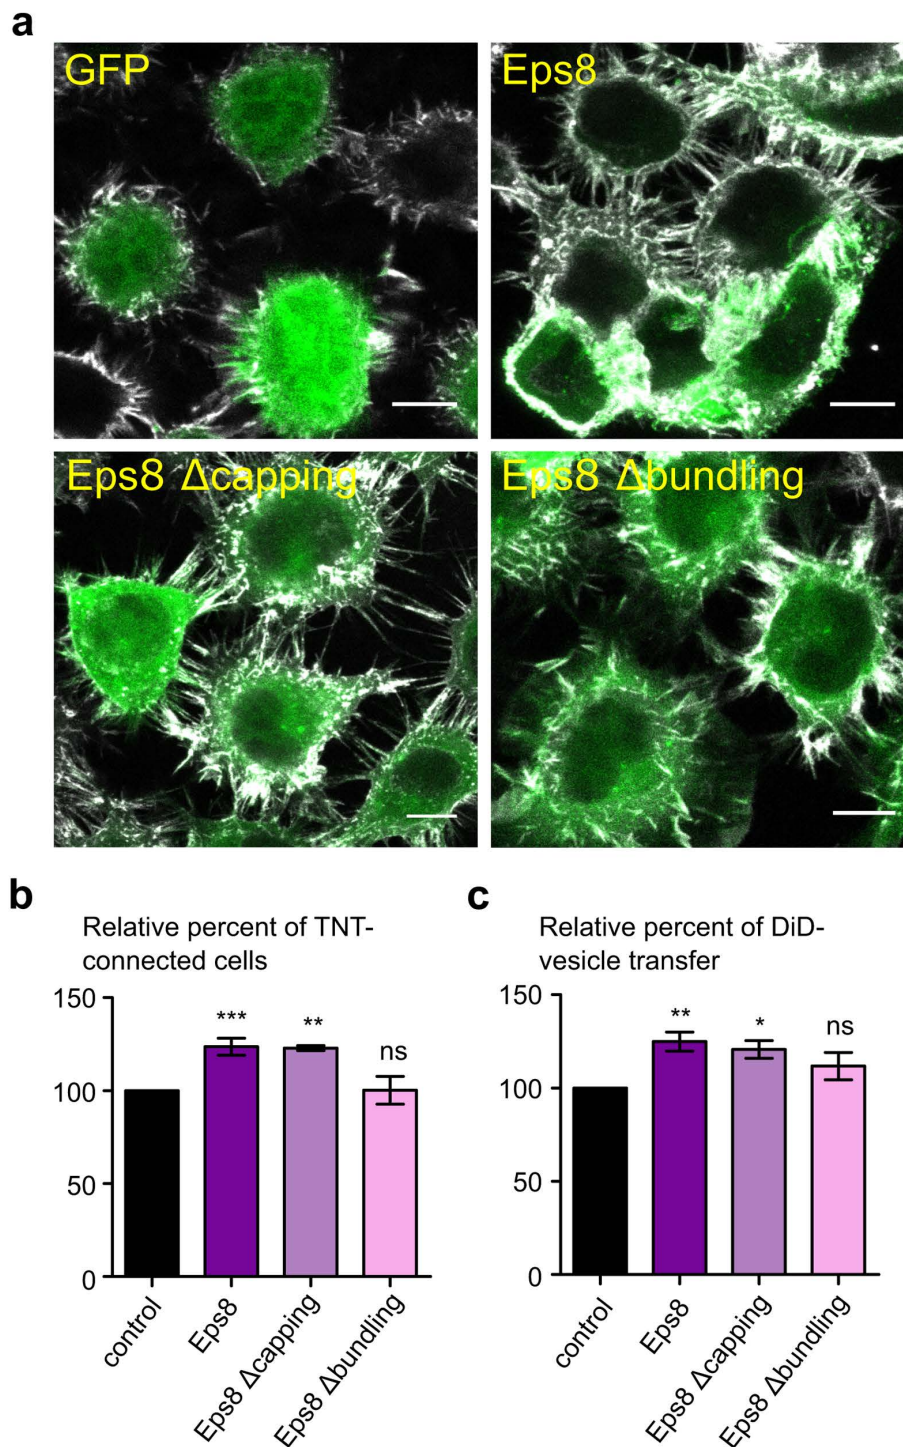 a
GFP
Eps8
Eps8 Δcapping
Eps8 Δbundling
b
Relative percent of TNT-
connected cells
150
100
50
0
***
**
ns
control
Eps8
Eps8 Δcapping
Eps8 Δbundling
c
Relative percent of DiD-
vesicle transfer
150
100
50
0
**
*
ns
control
Eps8
Eps8 Δcapping
Eps8 Δbundling